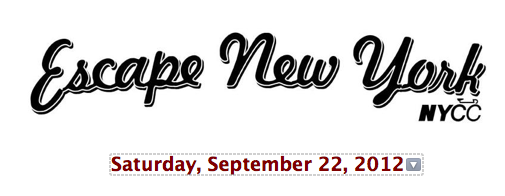 Escape New York
NYCC
Saturday, September 22, 2012